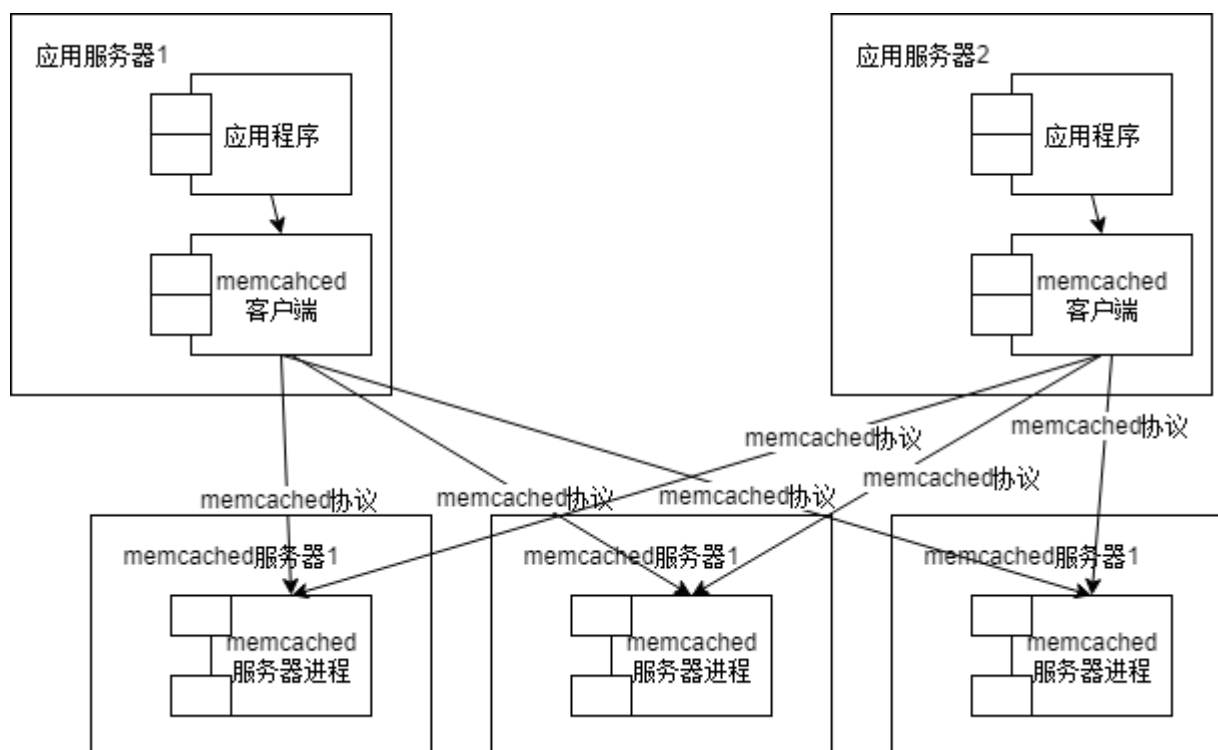 应用服务器1
应用服务器2
应用程序
应用程序
memcahced
客户端
memcached
客户端
memcached协议
memcached协议
memcached协议
memcached协议
memcached协议
memcached协议
memcached服务器1
memcached服务器1
memcached服务器1
memcached
服务器进程
memcached
服务器进程
memcached
服务器进程